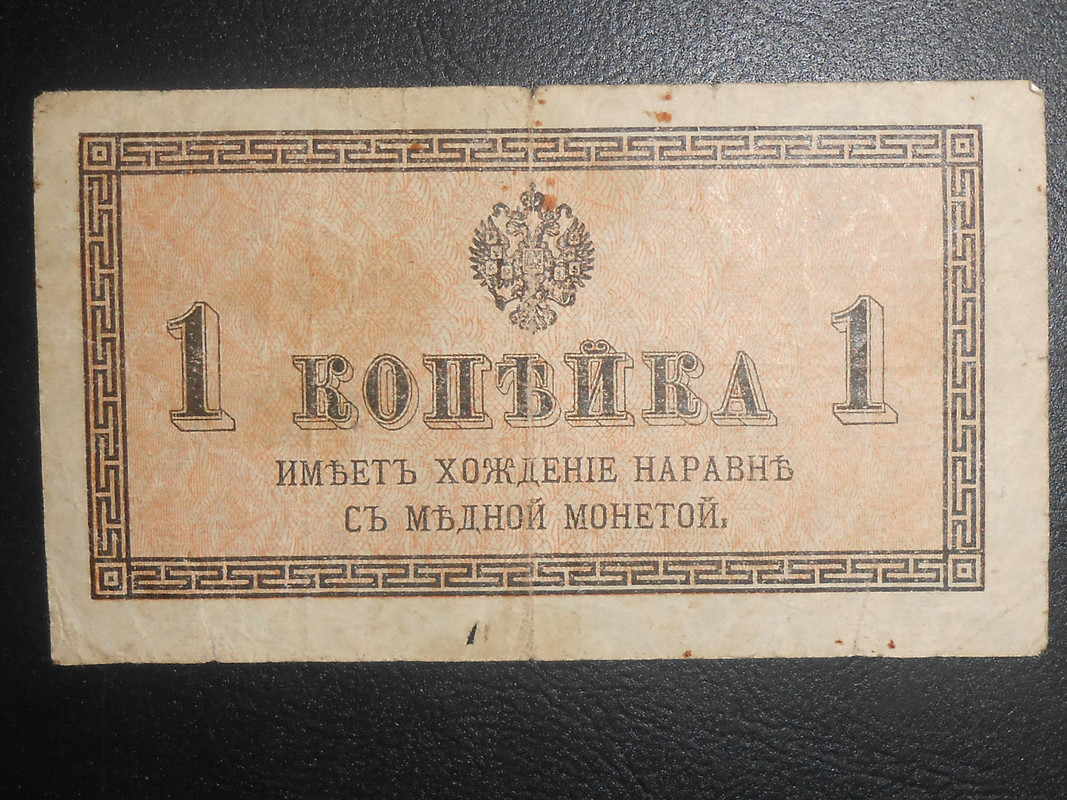 1 КОПѢЙКА 1
ИМѢЕТЪ ХОЖДЕНІЕ НАРАВНѢ
СЪ МѢДНОЙ МОНЕТОЙ.